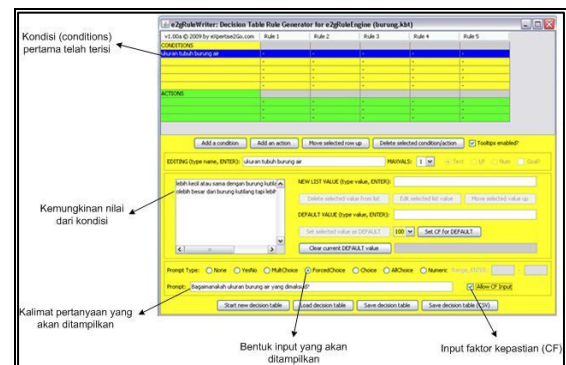 e2gRuleWriter: Decision Table Rule Generator for e2gRuleEngine (burung.kbt)
Kondisi (conditions)
pertama telah terisi
v1.00a © 2009 by eXpertise2Go.com Rule 1 Rule 2 Rule 3 Rule 4 Rule 5
CONDITIONS
ukuran tubuh burung air
ACTIONS
Add a condition Add an action Move selected row up Delete selected condition/action Tooltips enabled?
EDITING (type name, ENTER): ukuran tubuh burung air MAXVALS: 1 Text Num Goal?
Kemungkinan nilai
dari kondisi
lebih kecil atau sama dengan burung kutila
lebih besar dari burung kutilang tapi lebih
NEW LIST VALUE (type value, ENTER):
Delete selected value from list Edit selected list value Move selected value up
DEFAULT VALUE (type value, ENTER):
Set selected value as DEFAULT 100 Set CF for DEFAULT
Clear current DEFAULT value
Prompt Type: None YesNo MultChoice ForcedChoice Choice AllChoice Numeric Range, ENTER:
Prompt: Bagaimanakah ukuran burung air yang dimaksud? Allow CF Input
Start new decision table Load decision table Save decision table Save decision table (CSV)
Kalimat pertanyaan yang
akan ditampilkan
Bentuk input yang akan
ditampilkan
Input faktor kepastian (CF)